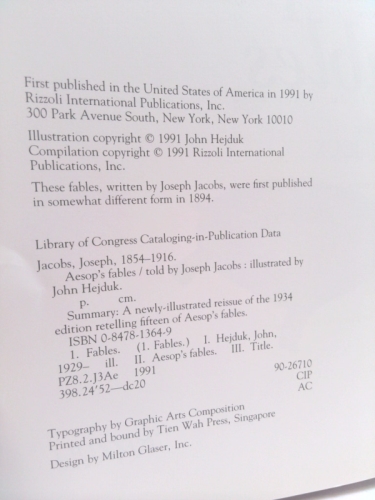 First published in the United States of America in 1991 by
Rizzoli International Publications, Inc.
300 Park Avenue South, New York, New York 10010
Illustration copyright © 1991 John Hejduk
Compilation copyright © 1991 Rizzoli International
Publications, Inc.
These fables, written by Joseph Jacobs, were first published
in somewhat different form in 1894.
Library of Congress Cataloging-in-Publication Data
Jacobs, Joseph, 1854–1916.
Aesop's fables / told by Joseph Jacobs : illustrated by
John Hejduk.
p. cm.
Summary: A newly-illustrated reissue of the 1934
edition retelling fifteen of Aesop's fables.
ISBN 0-8478-1364-9
1. Fables. (1. Fables.) I. Hejduk, John,
1929– ill. II. Aesop's fables. III. Title.
PZ8.2.J3Ae 1991
398.24'52—dc20 90-26710
CIP
AC
Typography by Graphic Arts Composition
Printed and bound by Tien Wah Press, Singapore
Design by Milton Glaser, Inc.